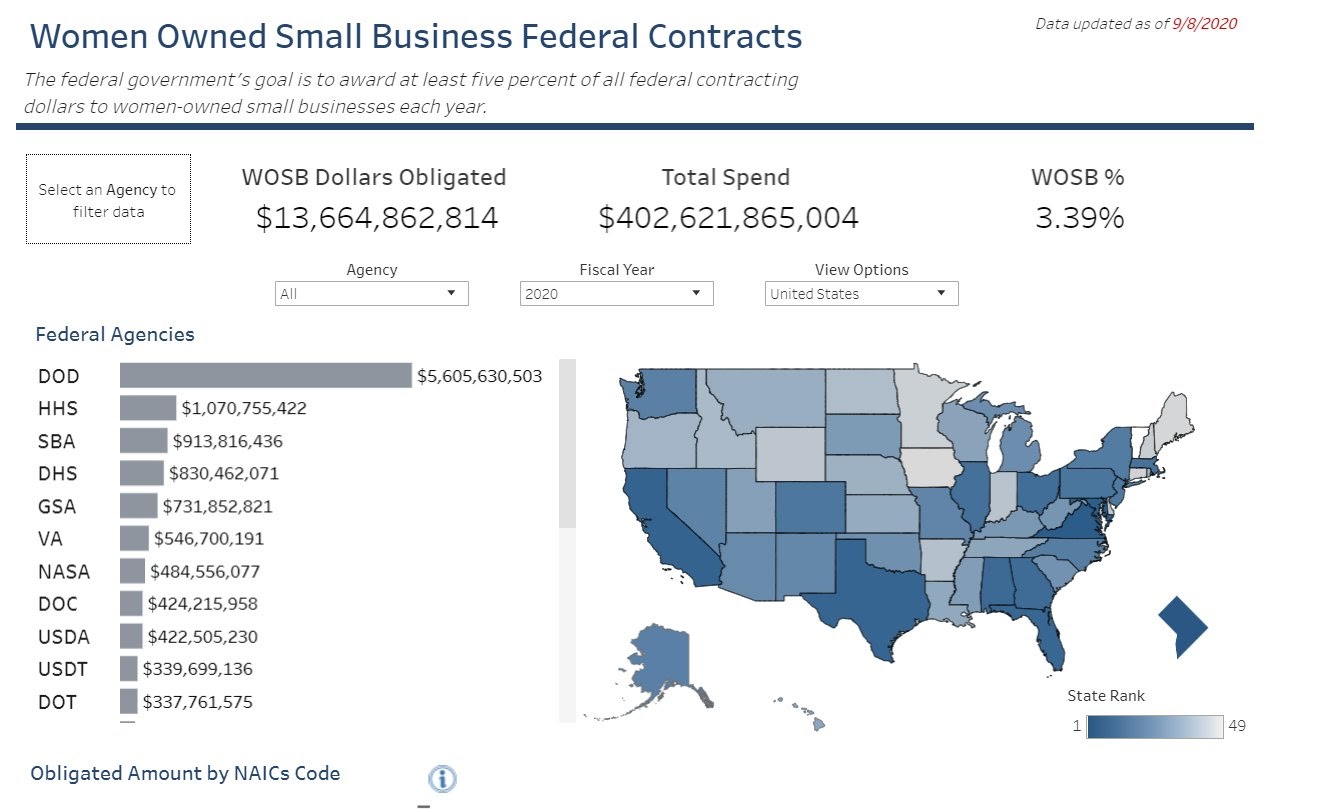 Women Owned Small Business Federal Contracts
Data updated as of 9/8/2020
The federal government's goal is to award at least five percent of all federal contracting
dollars to women-owned small businesses each year.
Select an Agency to
filter data
WOSB Dollars Obligated
$13,664,862,814
Total Spend
$402,621,865,004
WOSB %
3.39%
Agency
All
Fiscal Year
2020
View Options
United States
Federal Agencies
DOD $5,605,630,503
HHS $1,070,755,422
SBA $913,816,436
DHS $830,462,071
GSA $731,852,821
VA $546,700,191
NASA $484,556,077
DOC $424,215,958
USDA $422,505,230
USDT $339,699,136
DOT $337,761,575
State Rank
1 49
Obligated Amount by NAICs Code